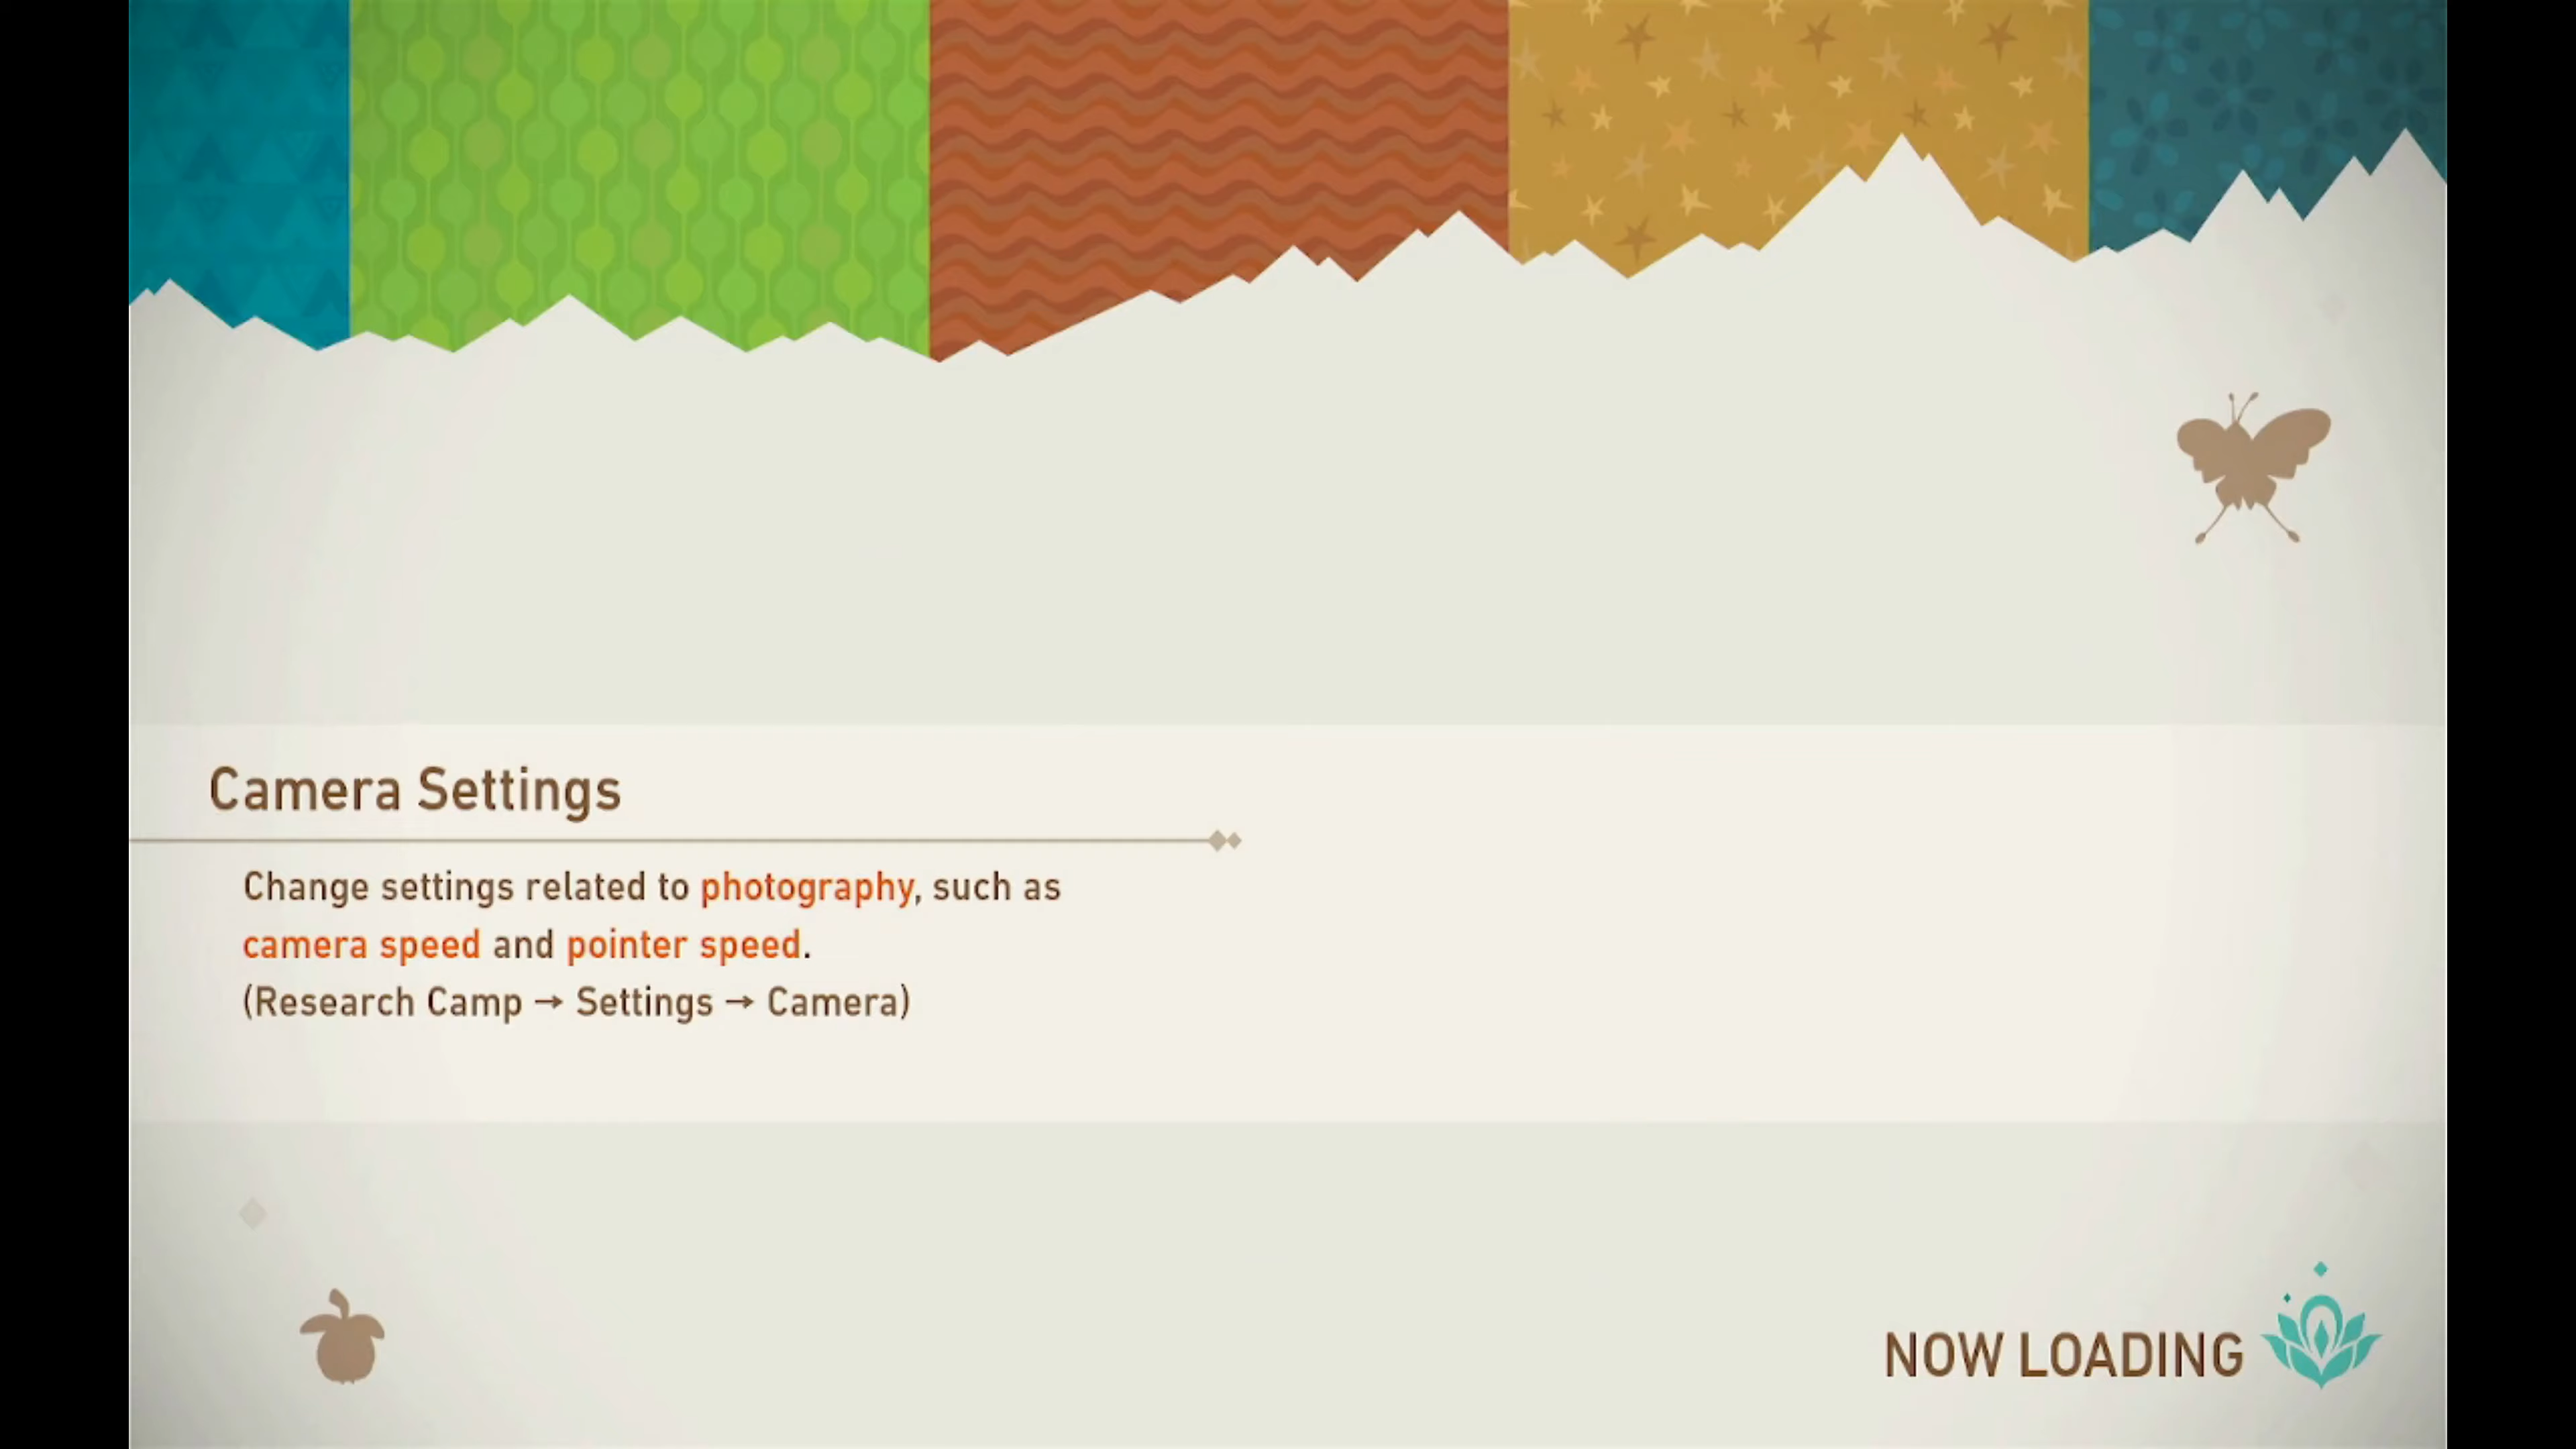 Camera Settings
Change settings related to photography, such as
camera speed and pointer speed.
(Research Camp → Settings → Camera)
NOW LOADING